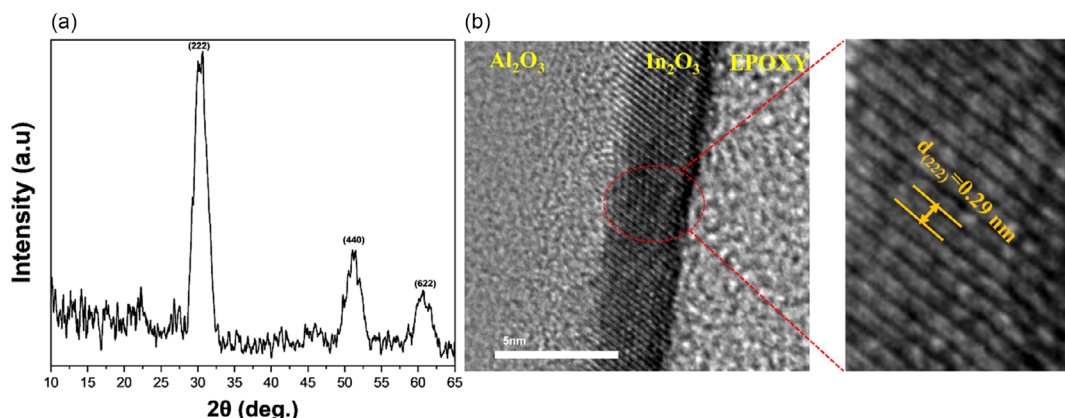 (a)
(222)
(440)
(622)
Intensity (a.u)
10 15 20 25 30 35 40 45 50 55 60 65
2θ (deg.)
(b)
Al₂O₃ In₂O₃ EPOXY
5nm
d₍₂₂₂₎=0.29 nm